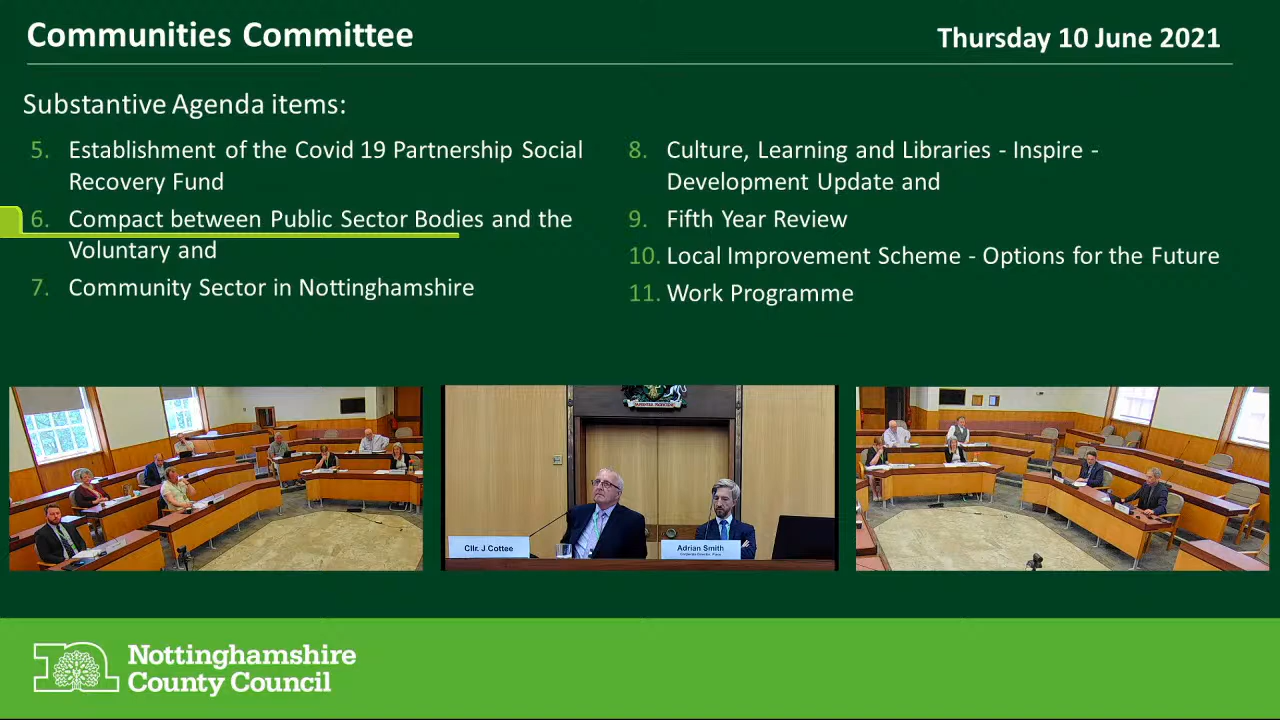 Communities Committee
Thursday 10 June 2021
Substantive Agenda items:
5. Establishment of the Covid 19 Partnership Social
Recovery Fund
6. Compact between Public Sector Bodies and the
Voluntary and
7. Community Sector in Nottinghamshire
8. Culture, Learning and Libraries - Inspire -
Development Update and
9. Fifth Year Review
10. Local Improvement Scheme - Options for the Future
11. Work Programme
Cllr. J.Cottee
Adrian Smith
Nottinghamshire
County Council